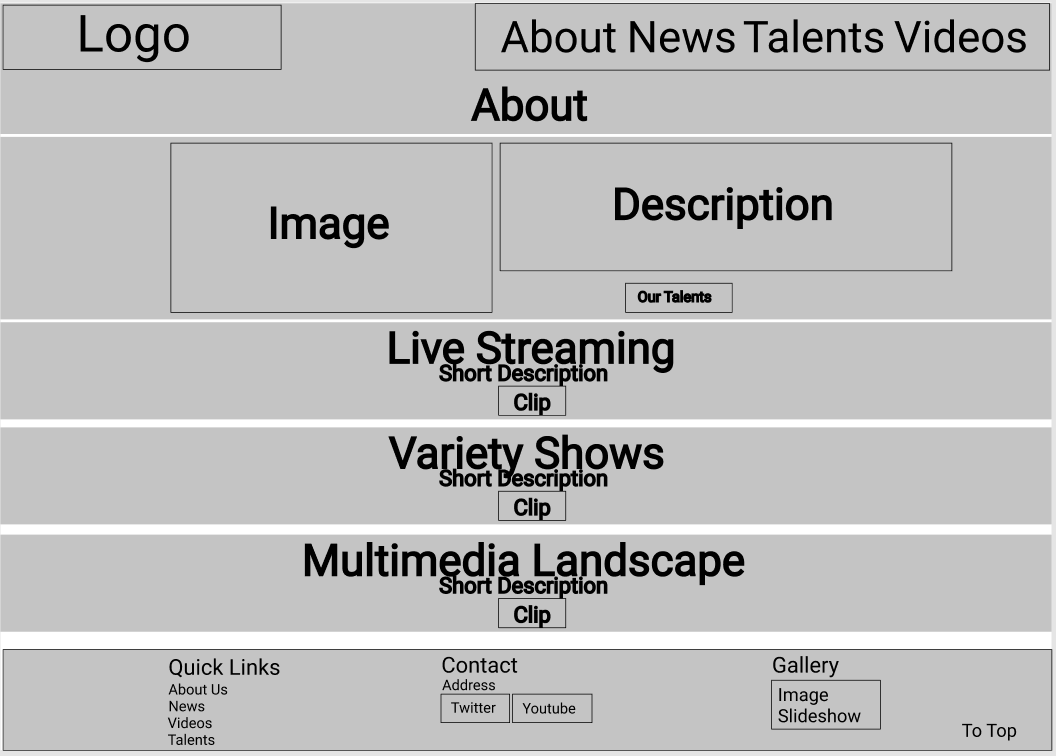 Logo
About News Talents Videos
About
Image
Description
Our Talents
Live Streaming
Short Description
Clip
Variety Shows
Short Description
Clip
Multimedia Landscape
Short Description
Clip
Quick Links
About Us
News
Videos
Talents
Contact
Address
Twitter
Youtube
Gallery
Image
Slideshow
To Top